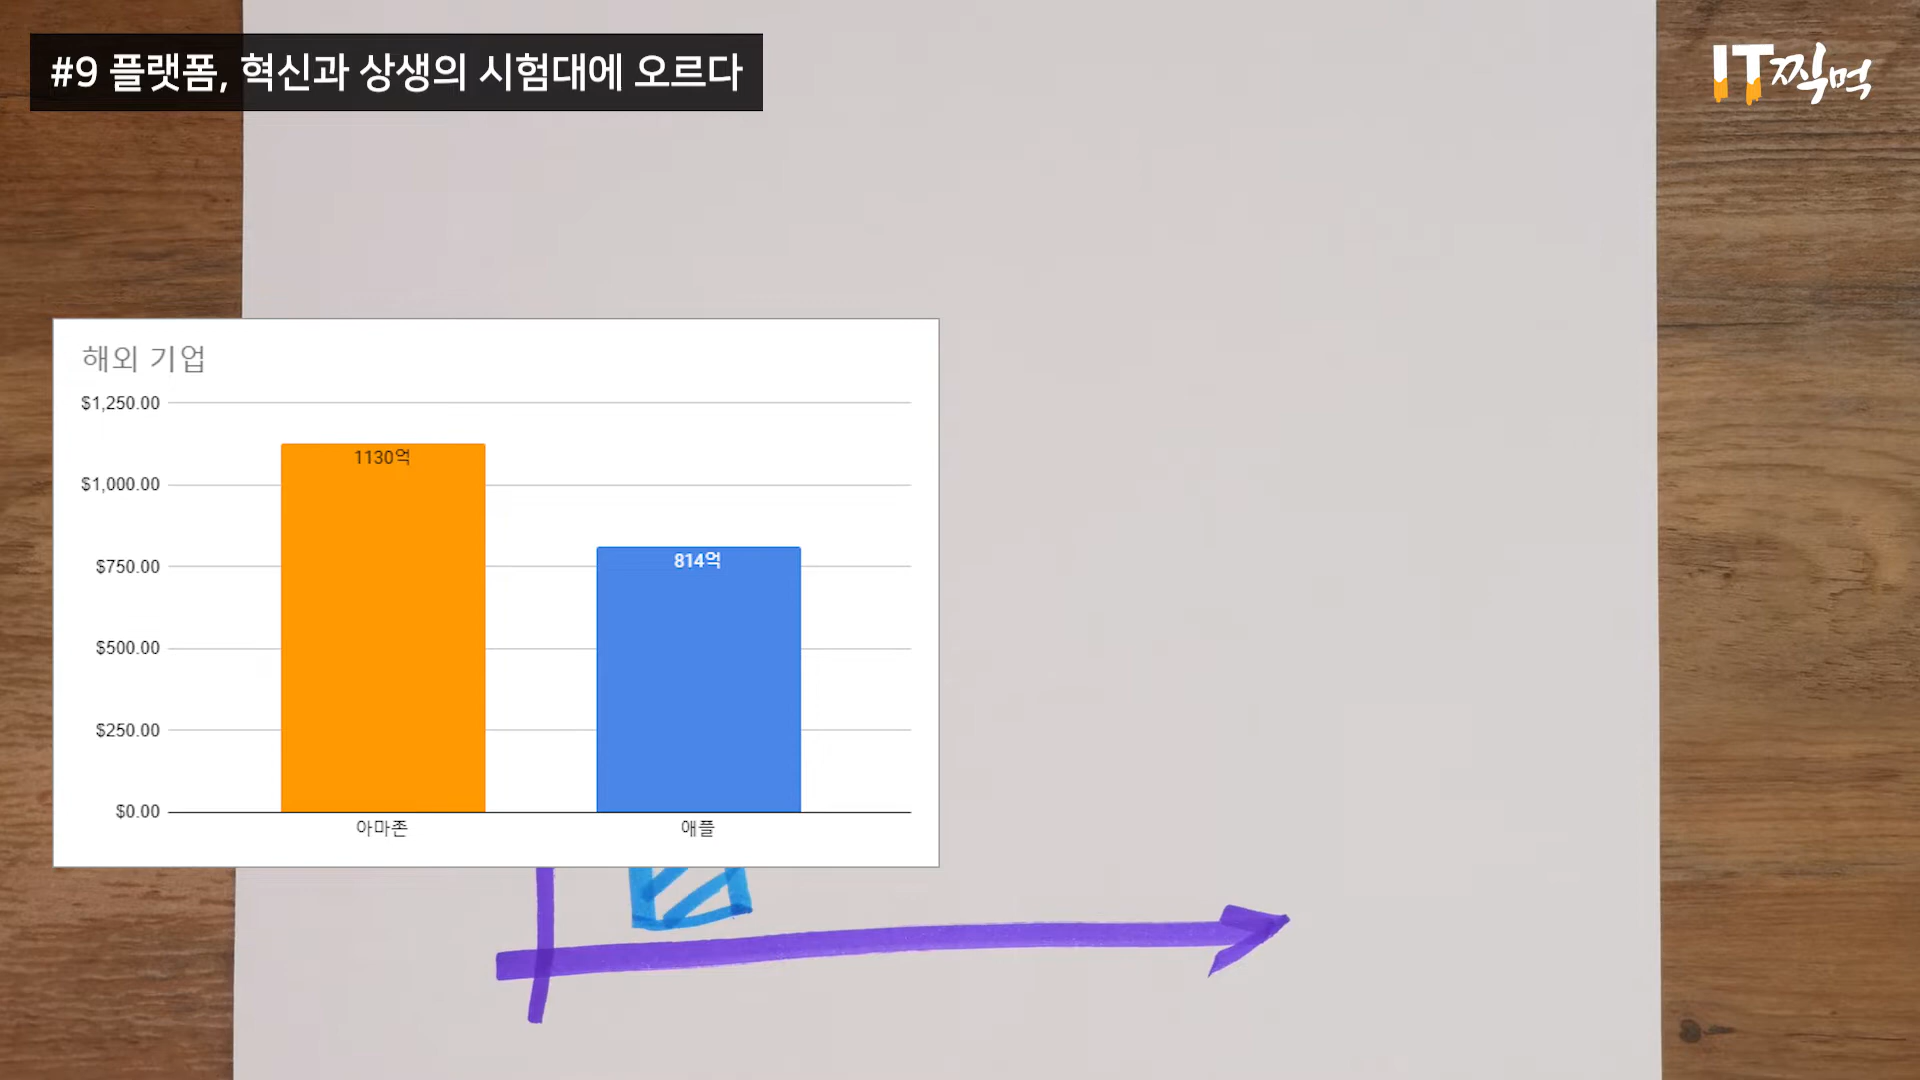 #9 플랫폼, 혁신과 상생의 시험대에 오르다
IT찍먹
해외 기업
$1,250.00
$1,000.00
$750.00
$500.00
$250.00
$0.00
1130억
814억
아마존
애플